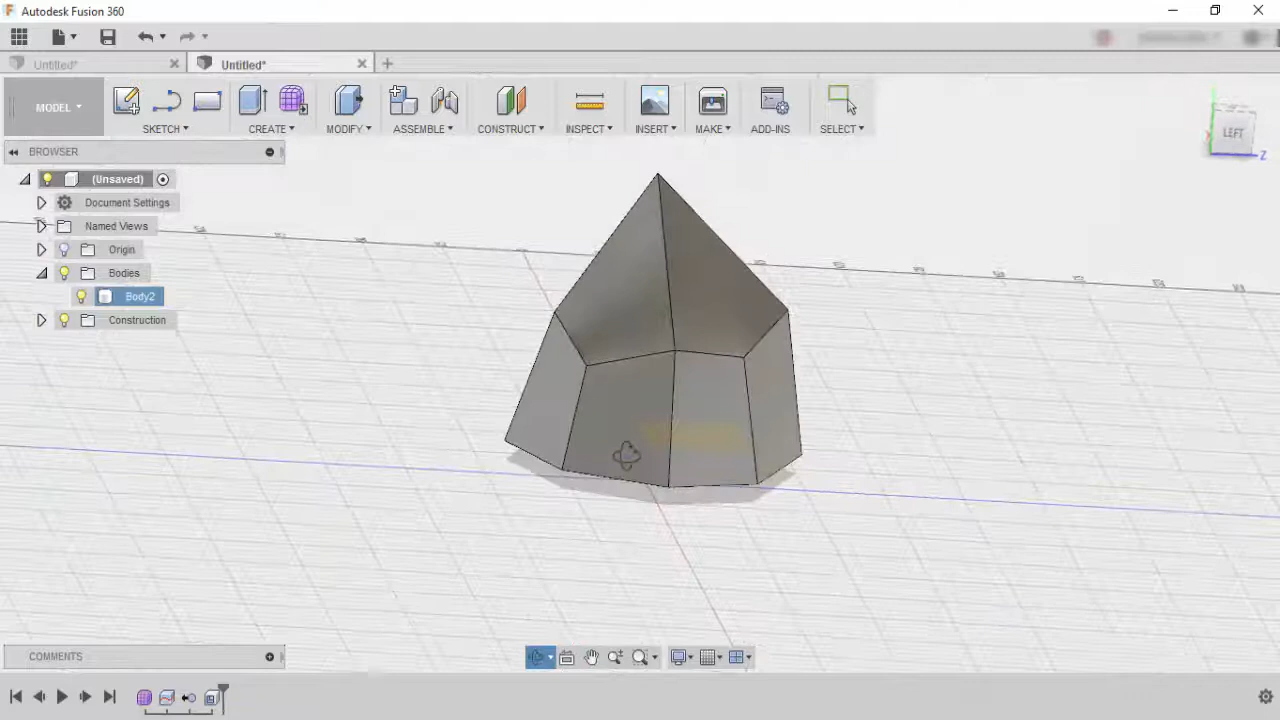 Autodesk Fusion 360
Untitled*
Untitled*
MODEL
SKETCH
CREATE
MODIFY
ASSEMBLE
CONSTRUCT
INSPECT
INSERT
MAKE
ADD-INS
SELECT
BROWSER
(Unsaved)
Document Settings
Named Views
Origin
Bodies
Body2
Construction
LEFT
Z
COMMENTS